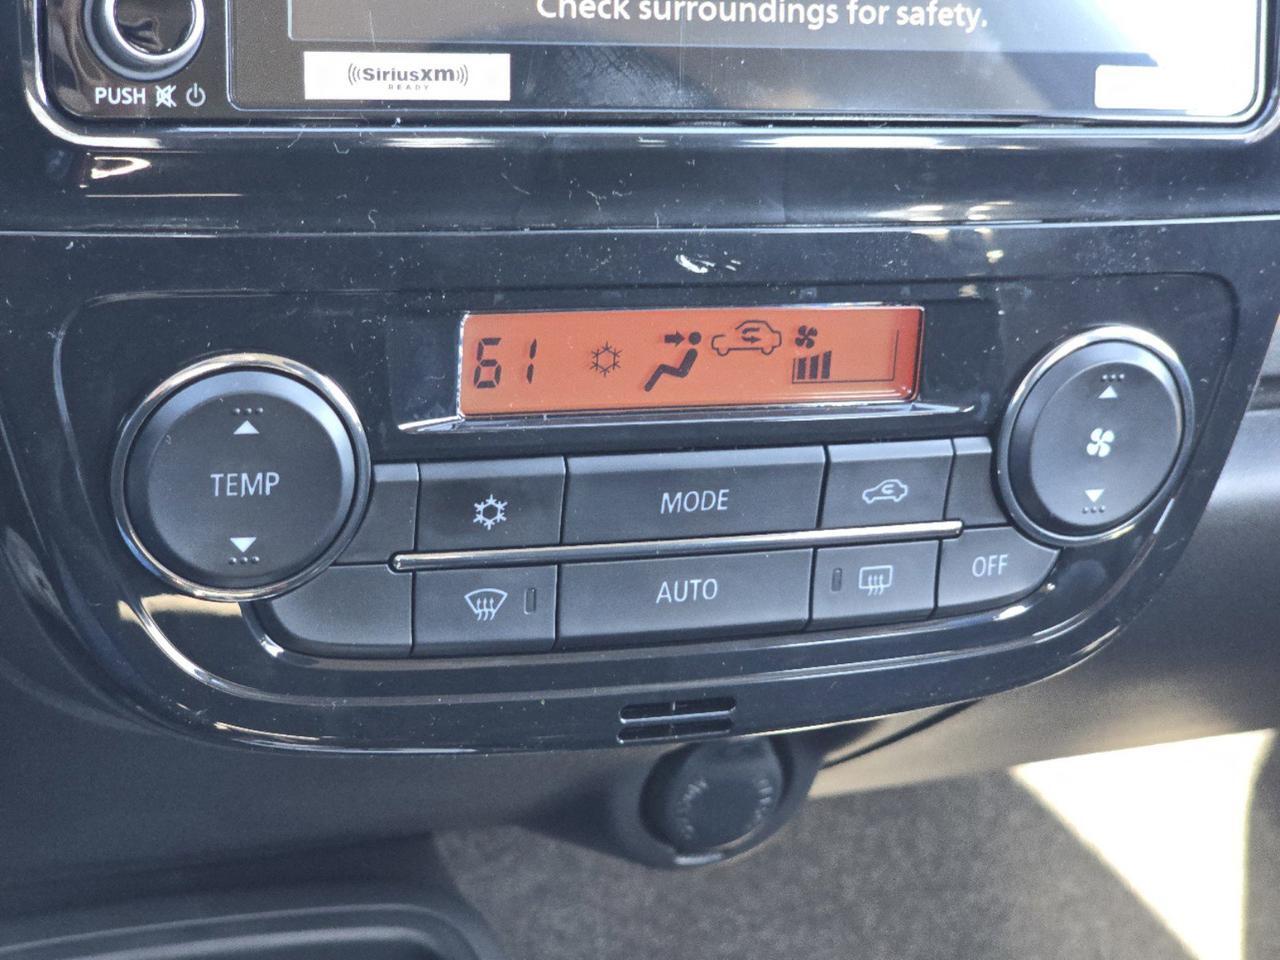 Check surroundings for safety.
((SiriusXM))
READY
PUSH
61
TEMP
MODE
AUTO
OFF